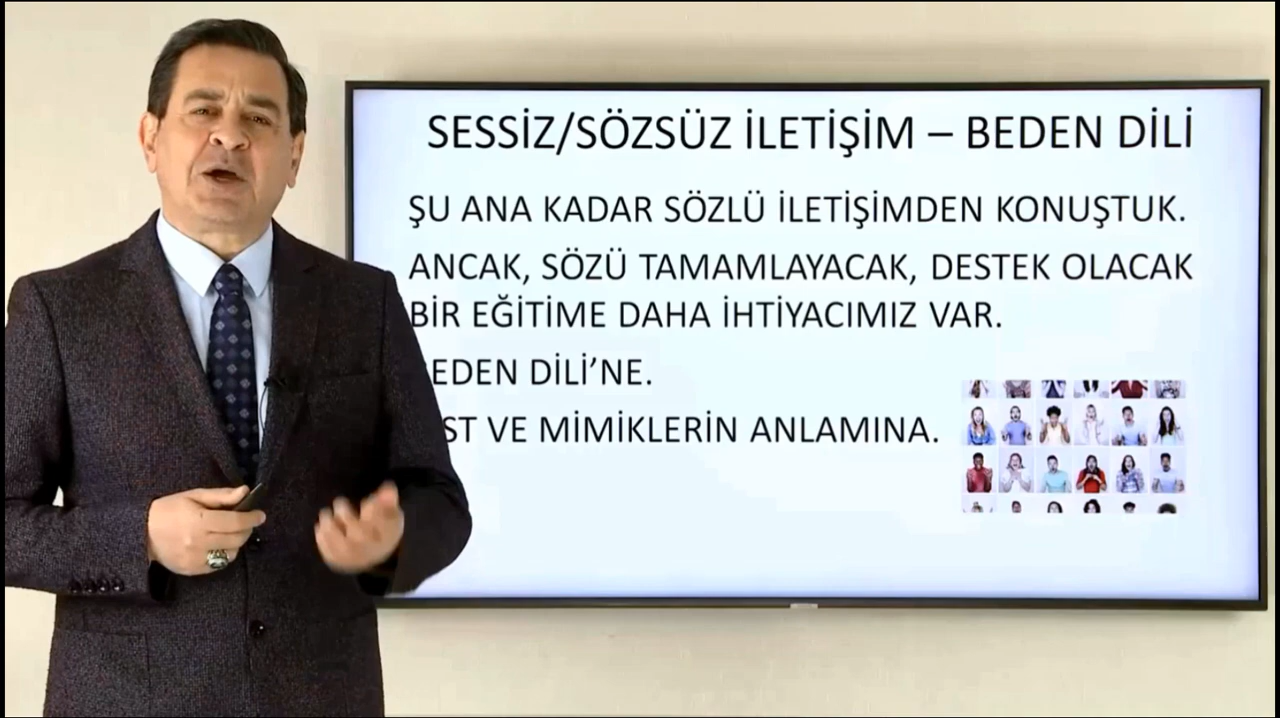 SESSİZ/SÖZSÜZ İLETİŞİM – BEDEN DİLİ
ŞU ANA KADAR SÖZLÜ İLETİŞİMDEN KONUŞTUK.
ANCAK, SÖZÜ TAMAMLAYACAK, DESTEK OLACAK
BİR EĞİTİME DAHA İHTİYACIMIZ VAR.
EDEN DİLİ’NE.
ST VE MİMİKLERİN ANLAMINA.